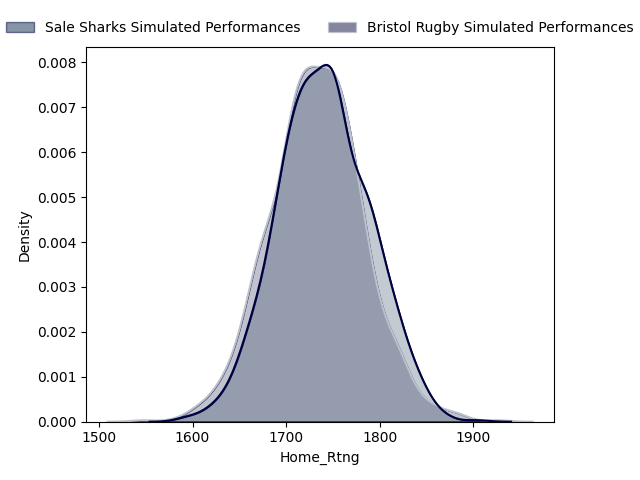 Sale Sharks Simulated Performances
Bristol Rugby Simulated Performances
0.008
0.007
0.006
0.005
0.004
0.003
0.002
0.001
0.000
Density
1500 1600 1700 1800 1900
Home_Rtng